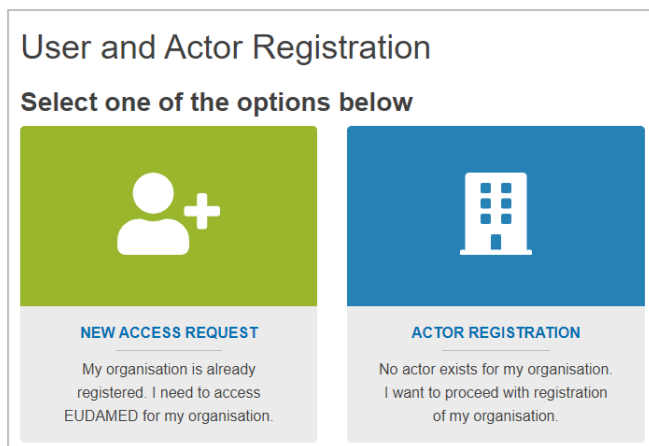 User and Actor Registration
Select one of the options below
NEW ACCESS REQUEST
My organisation is already
registered. I need to access
EUDAMED for my organisation.
ACTOR REGISTRATION
No actor exists for my organisation.
I want to proceed with registration
of my organisation.